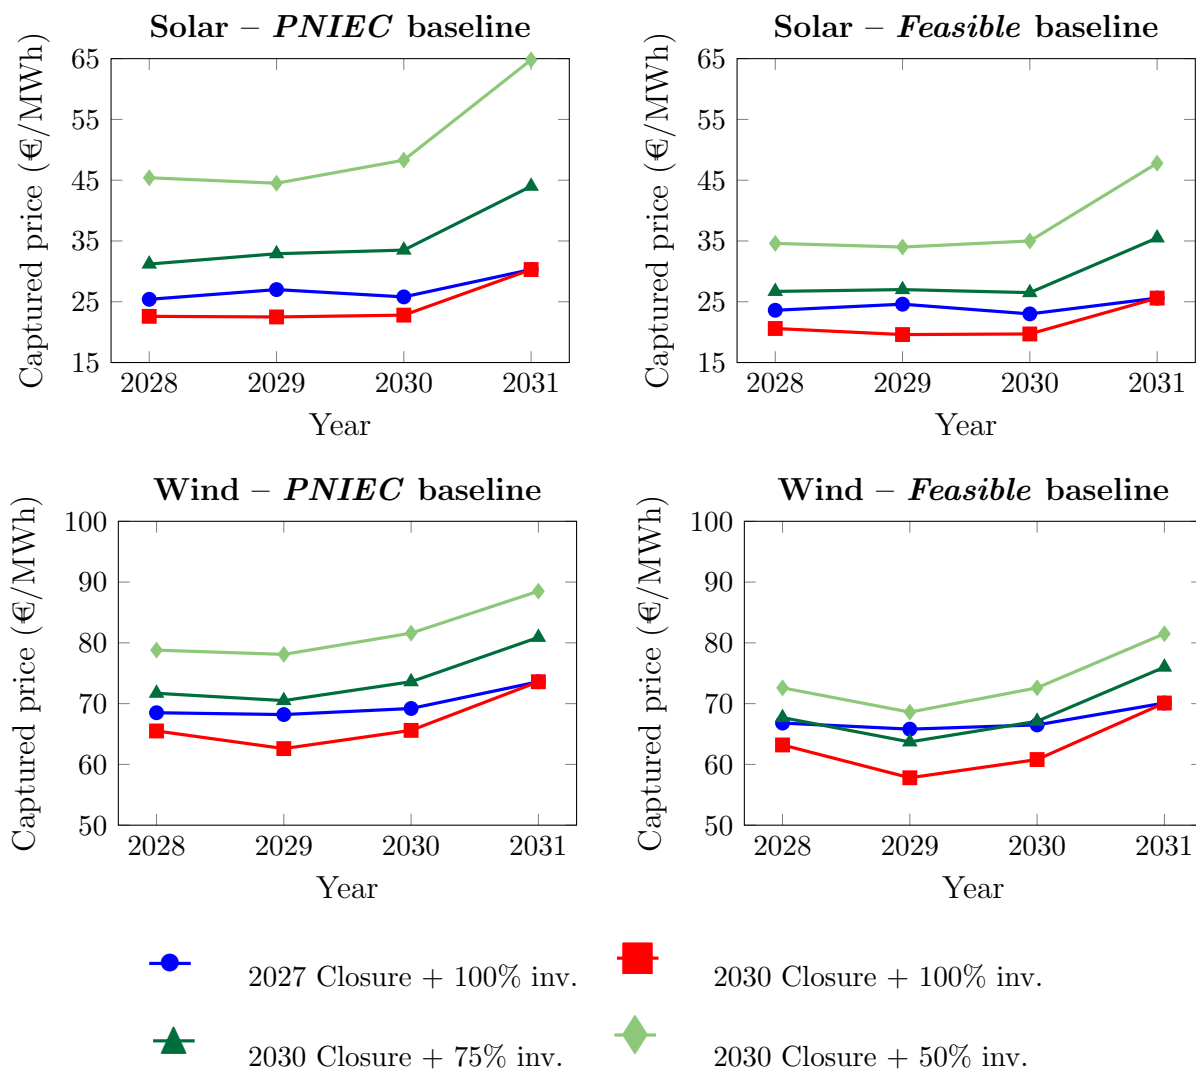 Solar – PNIEC baseline
Captured price (€/MWh)
65
55
45
35
25
15
2028 2029 2030 2031
Year
Solar – Feasible baseline
Captured price (€/MWh)
65
55
45
35
25
15
2028 2029 2030 2031
Year
Wind – PNIEC baseline
Captured price (€/MWh)
100
90
80
70
60
50
2028 2029 2030 2031
Year
Wind – Feasible baseline
Captured price (€/MWh)
100
90
80
70
60
50
2028 2029 2030 2031
Year
2027 Closure + 100% inv.
2030 Closure + 100% inv.
2030 Closure + 75% inv.
2030 Closure + 50% inv.